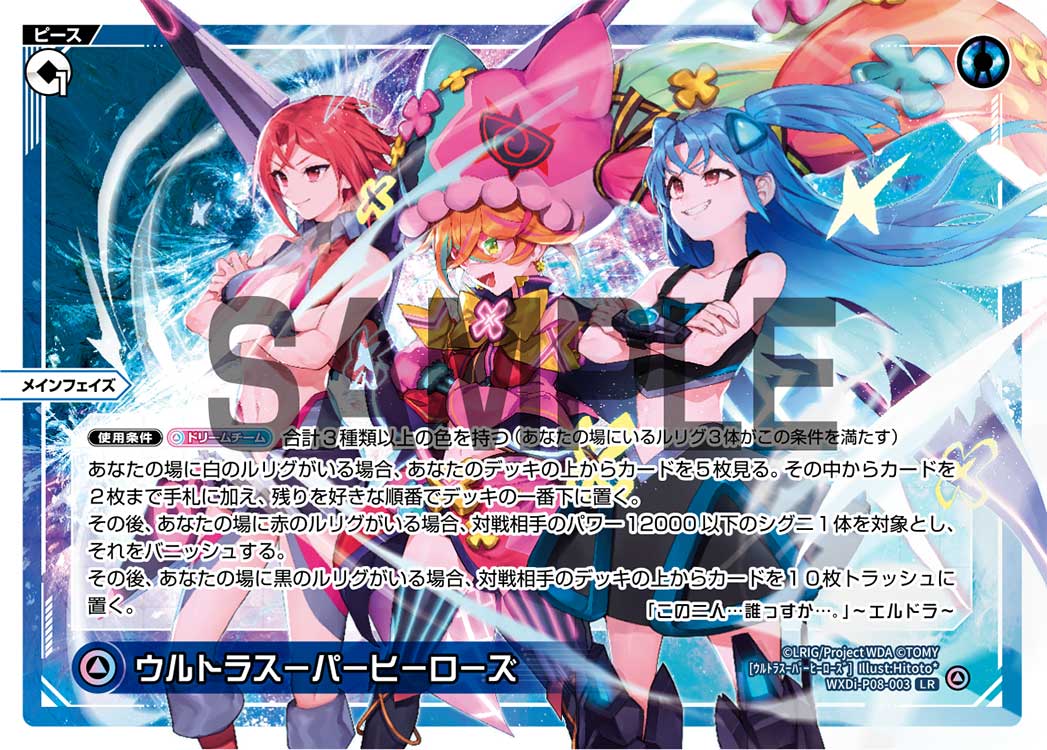 ピース
1
メインフェイズ
SAMPLE
使用条件 ドリームチーム 合計3種類以上の色を持つ（あなたの場にいるルリグ3体がこの条件を満たす）
あなたの場に白のルリグがいる場合、あなたのデッキの上からカードを5枚見る。その中からカードを
2枚まで手札に加え、残りを好きな順番でデッキの一番下に置く。
その後、あなたの場に赤のルリグがいる場合、対戦相手のパワー12000以下のシグニ1体を対象とし、
それをバニッシュする。
その後、あなたの場に黒のルリグがいる場合、対戦相手のデッキの上からカードを10枚トラッシュに
置く。
「この二人…誰っすか…。」～エルドラ～
ウルトラスーパーヒーローズ
©LRIG/Project WDA ©TOMY
[ウルトラスーパーヒーローズ] Illust:Hitoto*
WXDi-P08-003 LR